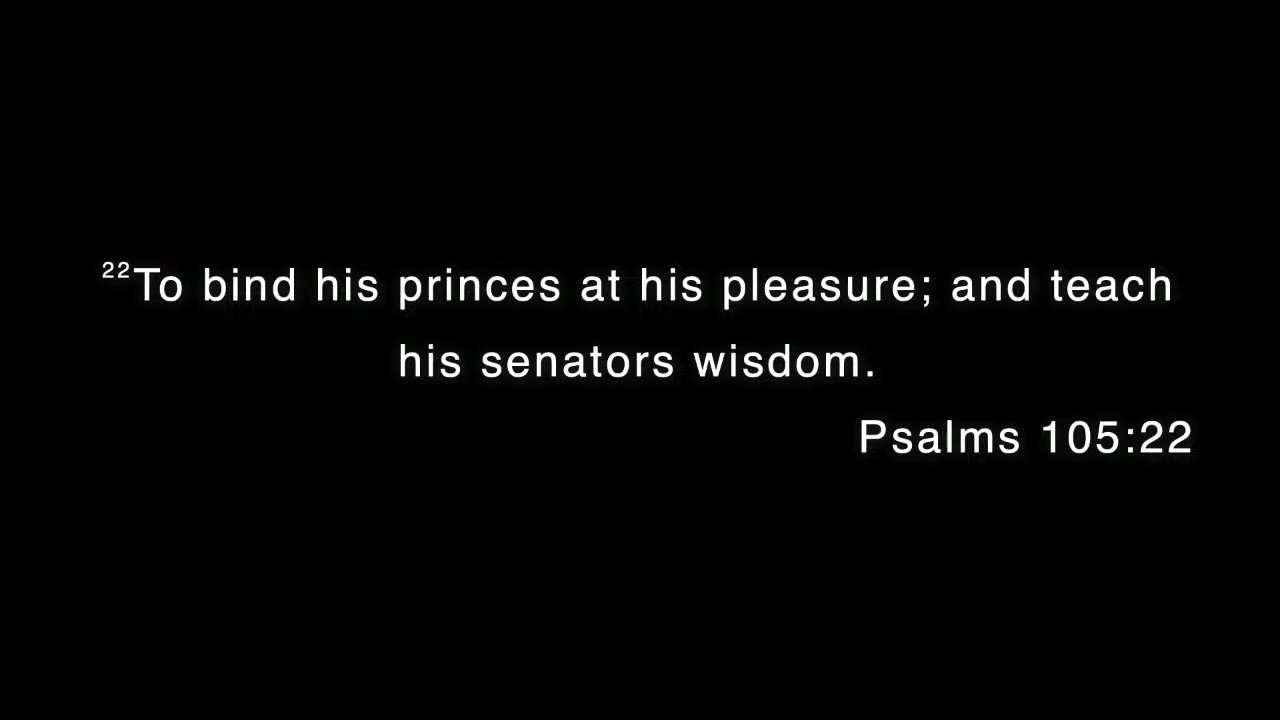 ²²To bind his princes at his pleasure; and teach
his senators wisdom.
Psalms 105:22